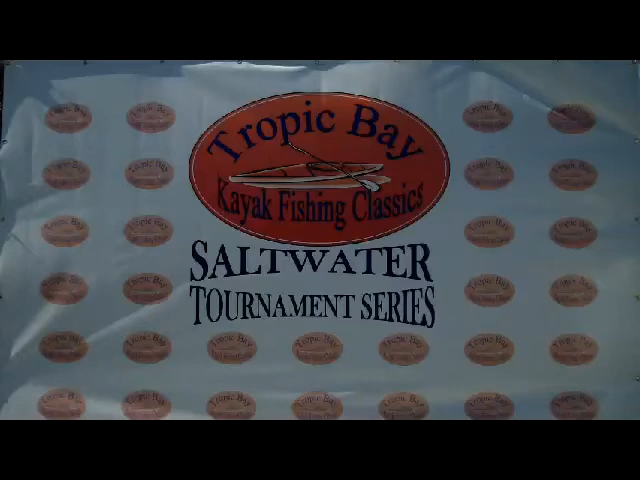 Tropic Bay
Kayak Fishing Classics
SALTWATER
TOURNAMENT SERIES